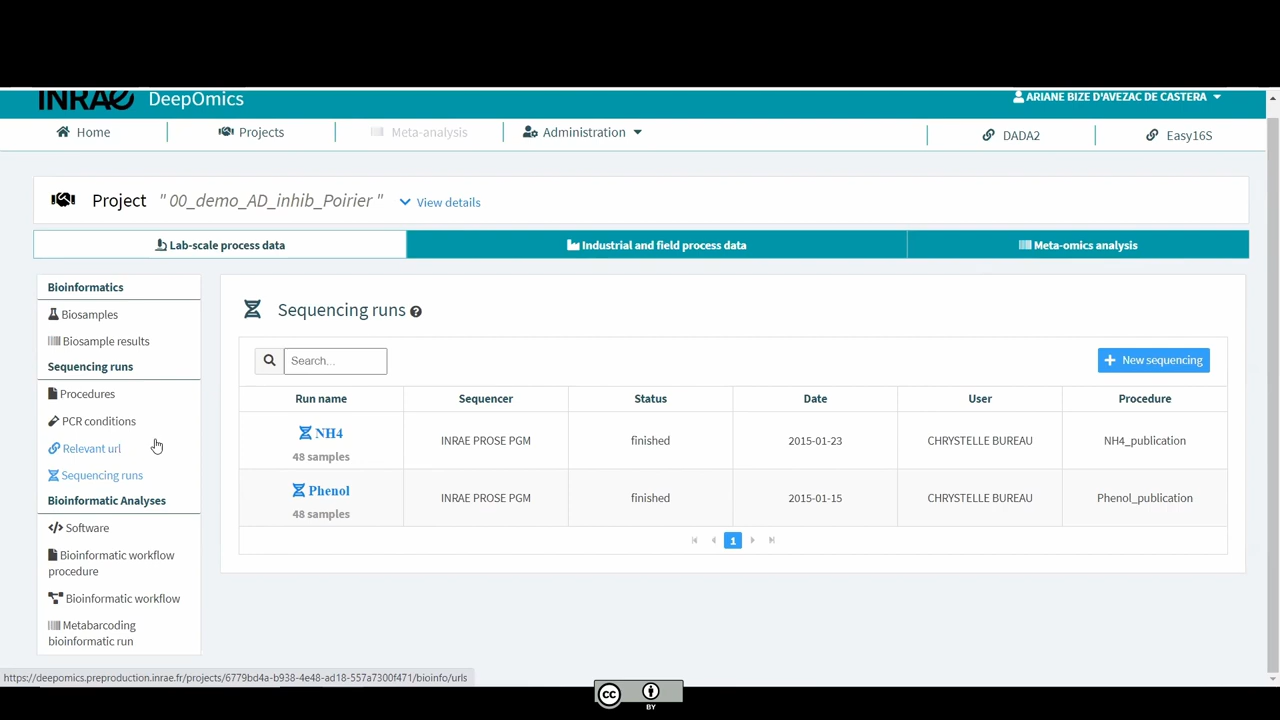 INRAE DeepOmics
ARIANE BIZE D'AVEZAC DE CASTERA
Home
Projects
Meta-analysis
Administration
DADA2
Easy16S
Project " 00_demo_AD_inhib_Poirier " View details
Lab-scale process data
Industrial and field process data
Meta-omics analysis
Bioinformatics
Biosamples
Biosample results
Sequencing runs
Procedures
PCR conditions
Relevant url
Sequencing runs
Bioinformatic Analyses
Software
Bioinformatic workflow
procedure
Bioinformatic workflow
Metabarcoding
bioinformatic run
Sequencing runs ?
Search...
+ New sequencing
Run name Sequencer Status Date User Procedure
NH4 INRAE PROSE PGM finished 2015-01-23 CHRYSTELLE BUREAU NH4_publication
48 samples
Phenol INRAE PROSE PGM finished 2015-01-15 CHRYSTELLE BUREAU Phenol_publication
48 samples
1
https://deepomics.preproduction.inrae.fr/projects/6779bd4a-b938-4e48-ad18-557a7300f471/bioinfo/urls
cc
BY